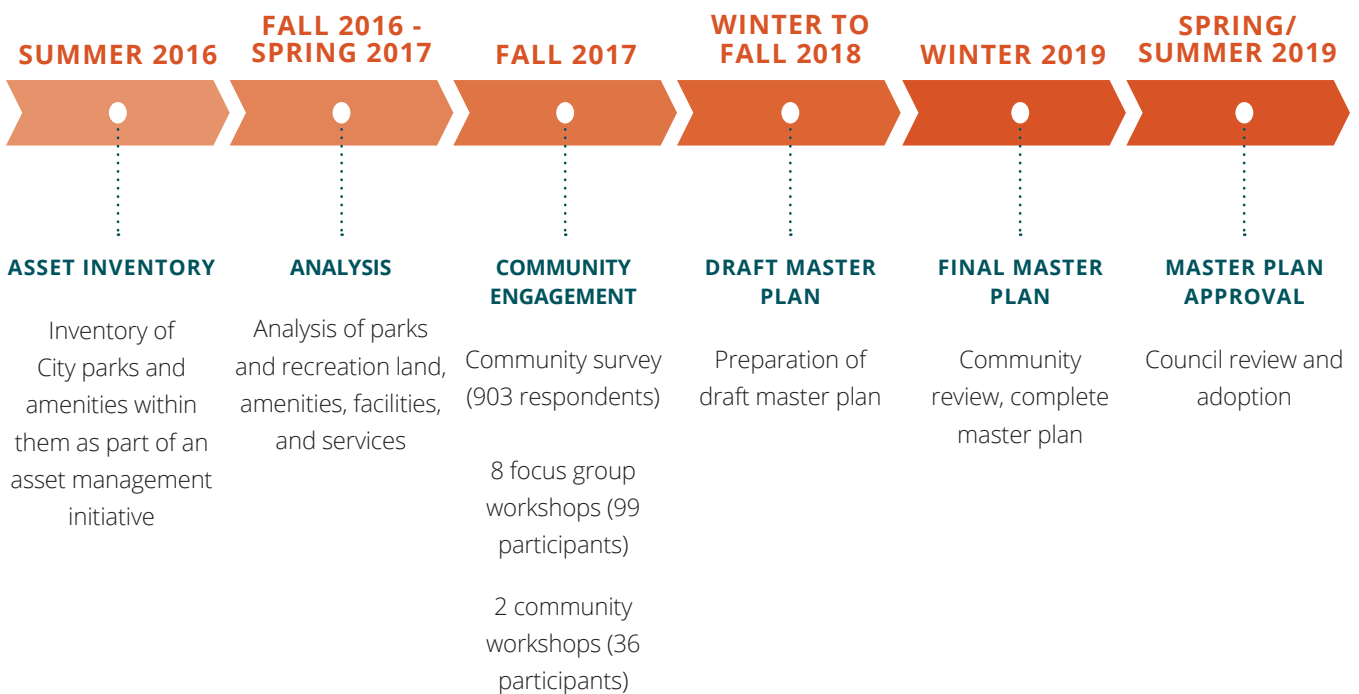 SUMMER 2016
FALL 2016 -
SPRING 2017
FALL 2017
WINTER TO
FALL 2018
WINTER 2019
SPRING/
SUMMER 2019
ASSET INVENTORY
Inventory of
City parks and
amenities within
them as part of an
asset management
initiative
ANALYSIS
Analysis of parks
and recreation land,
amenities, facilities,
and services
COMMUNITY
ENGAGEMENT
Community survey
(903 respondents)
8 focus group
workshops (99
participants)
2 community
workshops (36
participants)
DRAFT MASTER
PLAN
Preparation of
draft master plan
FINAL MASTER
PLAN
Community
review, complete
master plan
MASTER PLAN
APPROVAL
Council review and
adoption